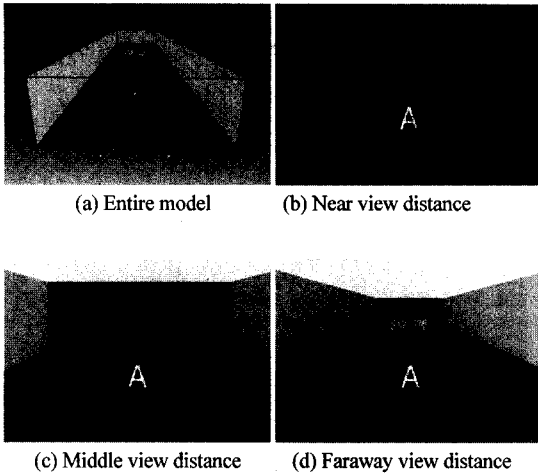 (a) Entire model
A
(b) Near view distance
A
(c) Middle view distance
A
(d) Faraway view distance